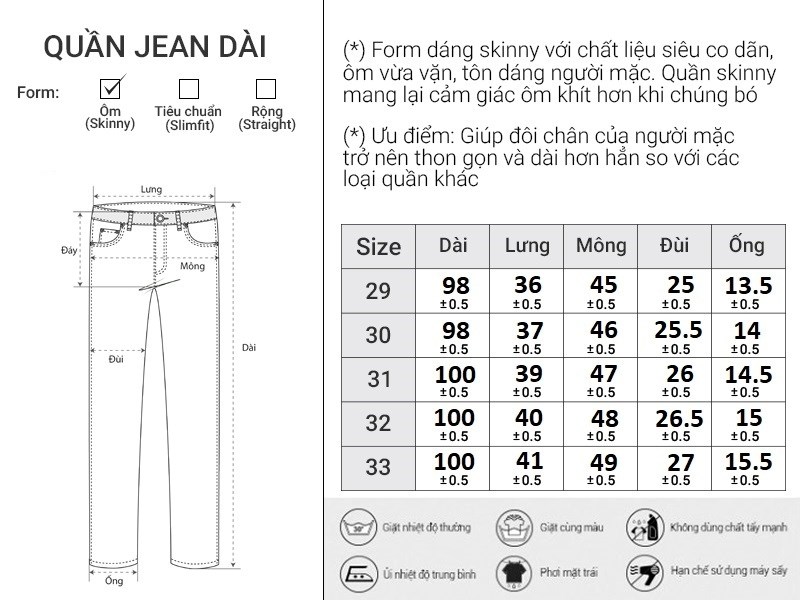 QUẦN JEAN DÀI
Form:
Ôm
(Skinny)
Tiêu chuẩn
(Slimfit)
Rộng
(Straight)
Lưng
Đáy
Mông
Dài
Đùi
Ống
(*) Form dáng skinny với chất liệu siêu co dãn,
ôm vừa vặn, tôn dáng người mặc. Quần skinny
mang lại cảm giác ôm khít hơn khi chúng bó
(*) Ưu điểm: Giúp đôi chân của người mặc
trở nên thon gọn và dài hơn hẳn so với các
loại quần khác
Size Dài Lưng Mông Đùi Ống
29 98 36 45 25 13.5
±0.5 ±0.5 ±0.5 ±0.5 ±0.5
30 98 37 46 25.5 14
±0.5 ±0.5 ±0.5 ±0.5 ±0.5
31 100 39 47 26 14.5
±0.5 ±0.5 ±0.5 ±0.5 ±0.5
32 100 40 48 26.5 15
±0.5 ±0.5 ±0.5 ±0.5 ±0.5
33 100 41 49 27 15.5
±0.5 ±0.5 ±0.5 ±0.5 ±0.5
30°
Giặt nhiệt độ thường
Giặt cùng màu
Không dùng chất tẩy mạnh
Ủi nhiệt độ trung bình
Phơi mặt trái
Hạn chế sử dụng máy sấy